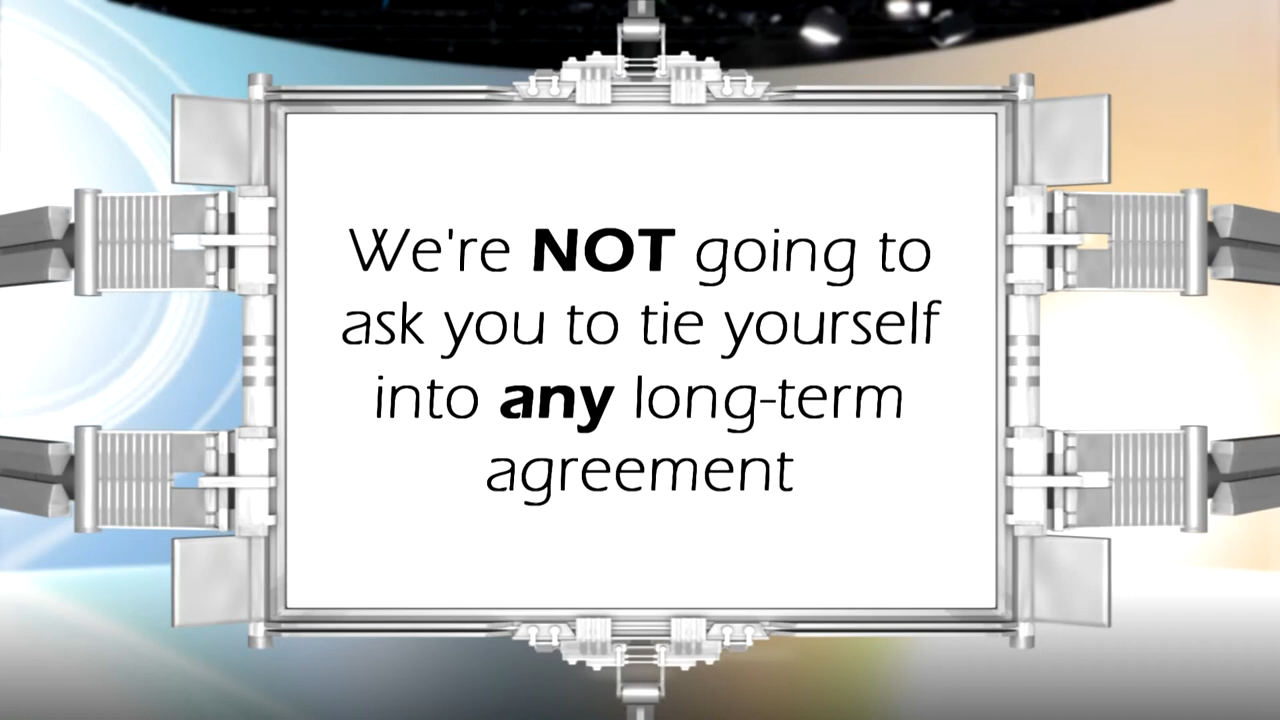 We're NOT going to
ask you to tie yourself
into any long-term
agreement